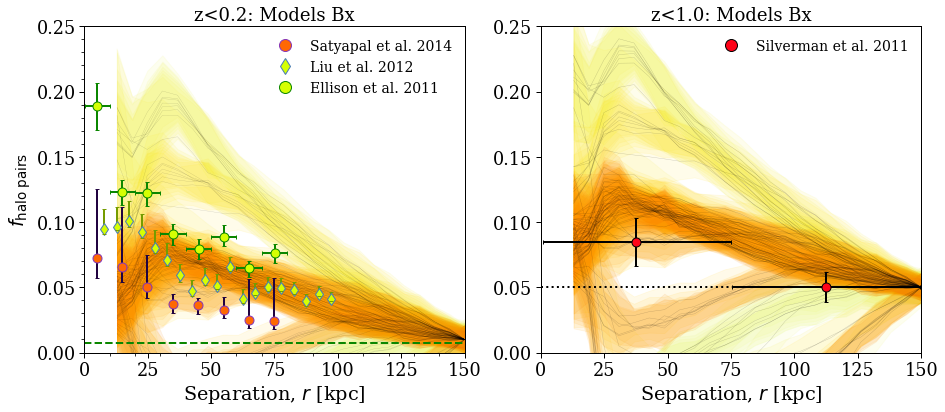 z<0.2: Models Bx
Satyapal et al. 2014
Liu et al. 2012
Ellison et al. 2011
0.25
0.20
0.15
0.10
0.05
0.00
f halo pairs
0 25 50 75 100 125 150
Separation, r [kpc]
z<1.0: Models Bx
Silverman et al. 2011
0.25
0.20
0.15
0.10
0.05
0.00
0 25 50 75 100 125 150
Separation, r [kpc]